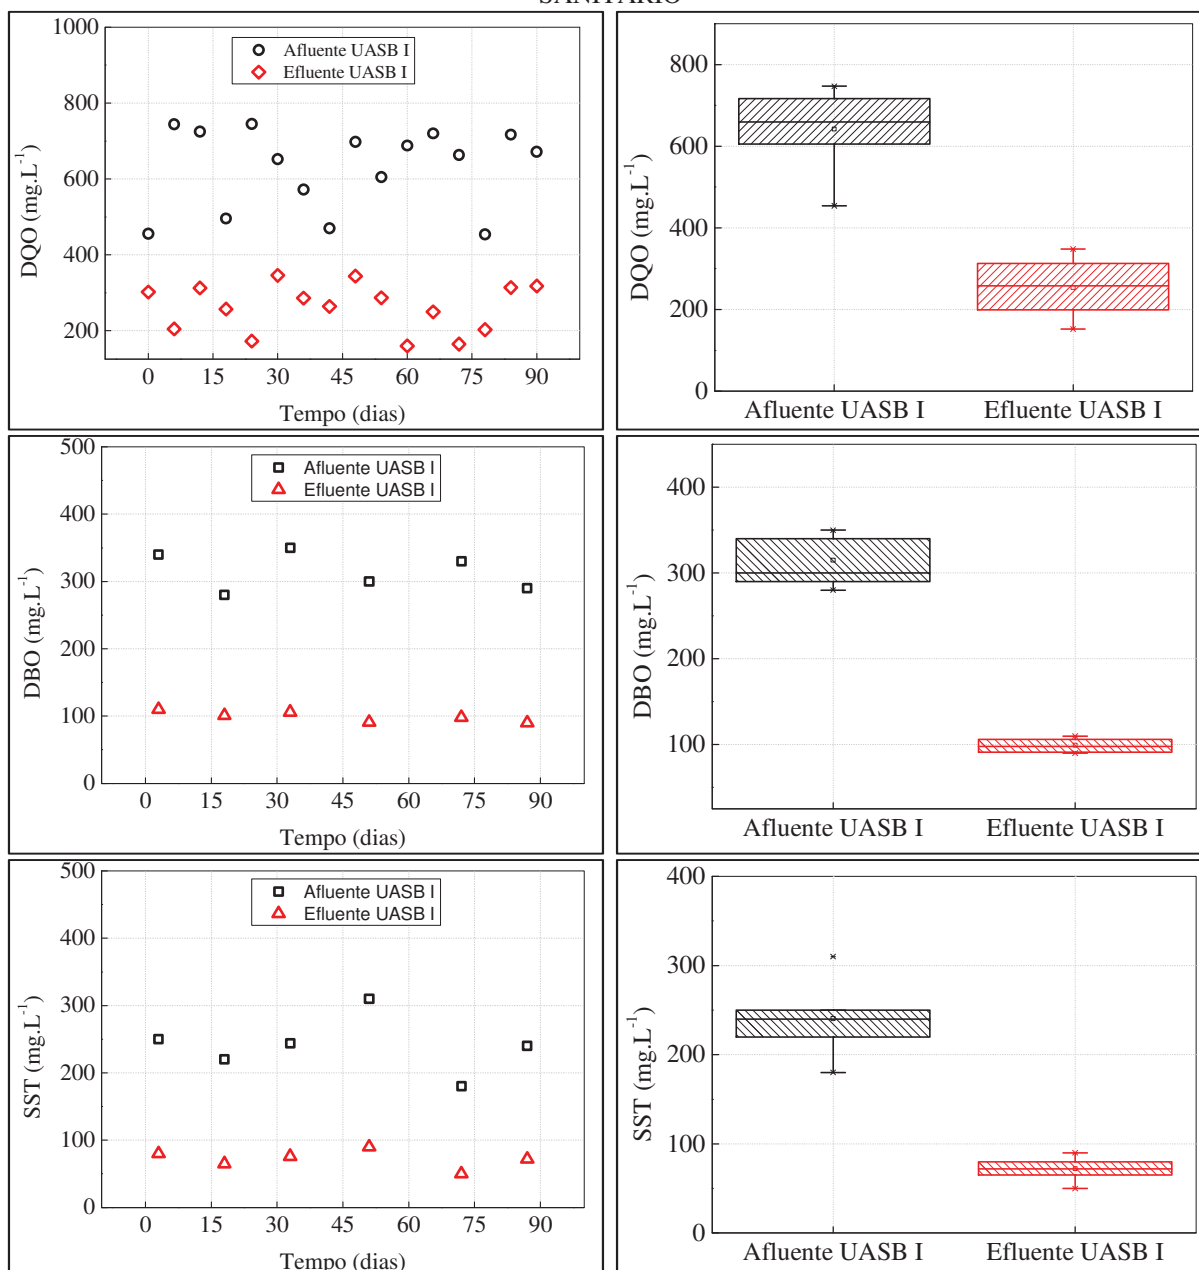 SANITÁRIO
1000
800
600
400
200
DQO (mg.L-1)
Afluente UASB I
Efluente UASB I
0 15 30 45 60 75 90
Tempo (dias)
800
600
400
200
0
DQO (mg.L-1)
Afluente UASB I Efluente UASB I
500
400
300
200
100
0
DBO (mg.L-1)
Afluente UASB I
Efluente UASB I
0 15 30 45 60 75 90
Tempo (dias)
400
300
200
100
DBO (mg.L-1)
Afluente UASB I Efluente UASB I
500
400
300
200
100
0
SST (mg.L-1)
Afluente UASB I
Efluente UASB I
0 15 30 45 60 75 90
Tempo (dias)
400
300
200
100
0
SST (mg.L-1)
Afluente UASB I Efluente UASB I